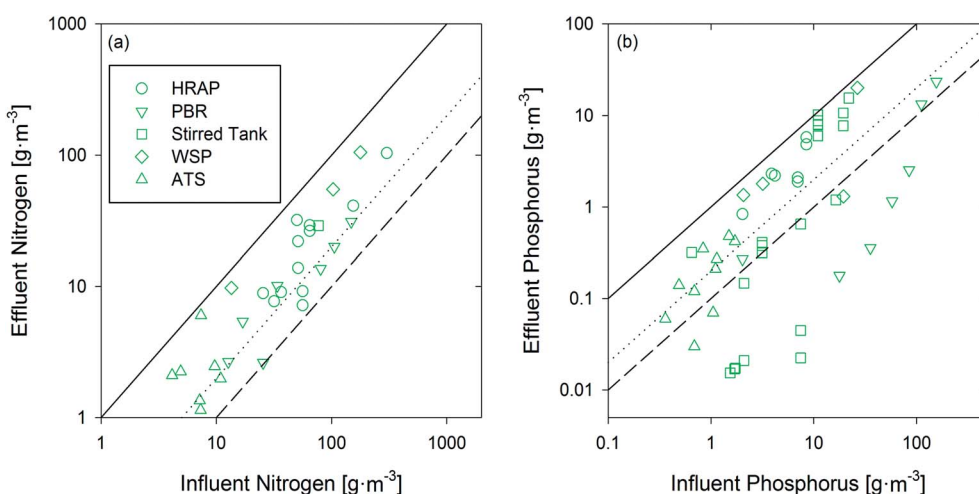 (a)
HRAP
PBR
Stirred Tank
WSP
ATS
Effluent Nitrogen [g·m⁻³]
1000
100
10
1
1 10 100 1000
Influent Nitrogen [g·m⁻³]
(b)
Effluent Phosphorus [g·m⁻³]
100
10
1
0.1
0.01
0.1 1 10 100
Influent Phosphorus [g·m⁻³]